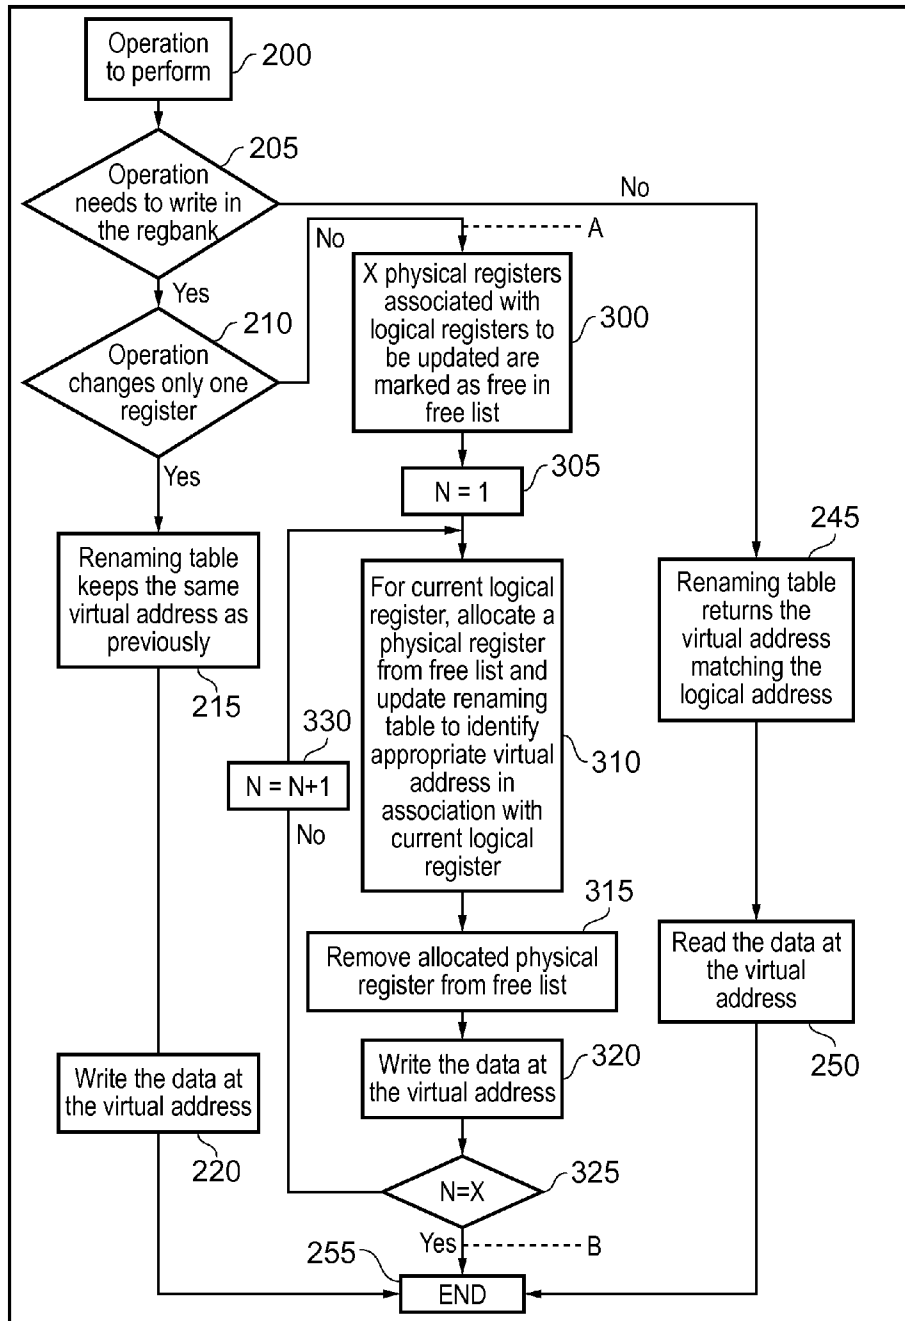 Operation
to perform
200
205
Operation
needs to write in
the regbank
No
Yes
No
A
210
Operation
changes only one
register
Yes
X physical registers
associated with
logical registers to
be updated are
marked as free in
free list
300
305
N = 1
Renaming table
keeps the same
virtual address as
previously
215
For current logical
register, allocate a
physical register
from free list and
update renaming
table to identify
appropriate virtual
address in
association with
current logical
register
310
245
Renaming table
returns the
virtual address
matching the
logical address
330
N = N+1
No
315
Remove allocated physical
register from free list
Read the data at
the virtual
address
250
Write the data at
the virtual address
220
Write the data at
the virtual address
320
N=X
325
Yes
B
255
END